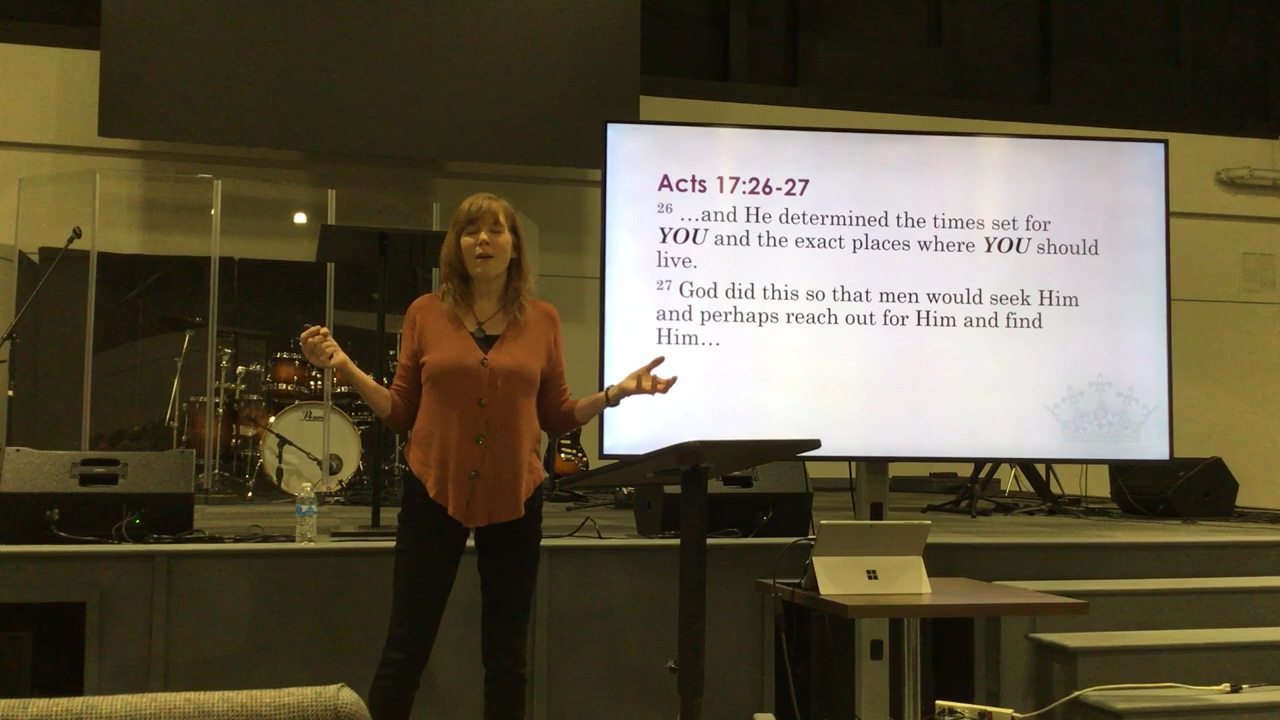 Acts 17:26-27
26 …and He determined the times set for
YOU and the exact places where YOU should
live.
27 God did this so that men would seek Him
and perhaps reach out for Him and find
Him…
Pearl